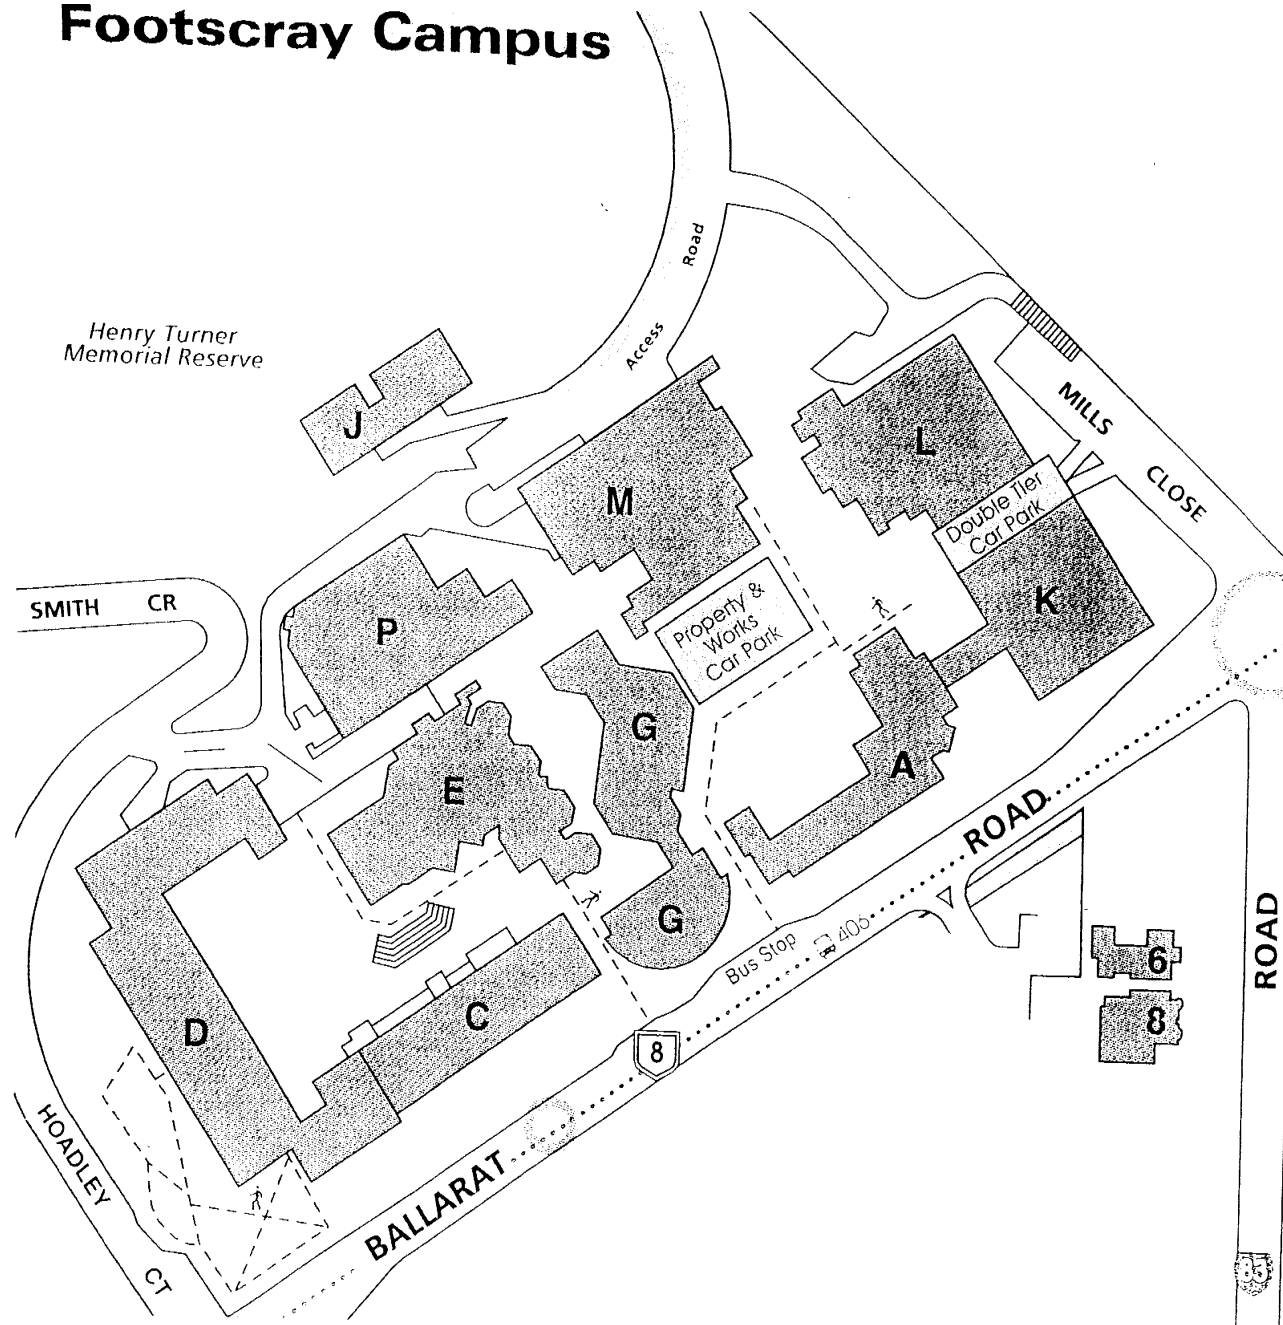 Footscray Campus
Road
Henry Turner
Memorial Reserve
Access
J
MILLS
L
CLOSE
M
Double Tier
Car Park
SMITH CR
K
Property &
Works
Car Park
P
G
A
E
ROAD
406
G
Bus Stop
6
ROAD
C
8
D
8
HOADLEY
BALLARAT
CT